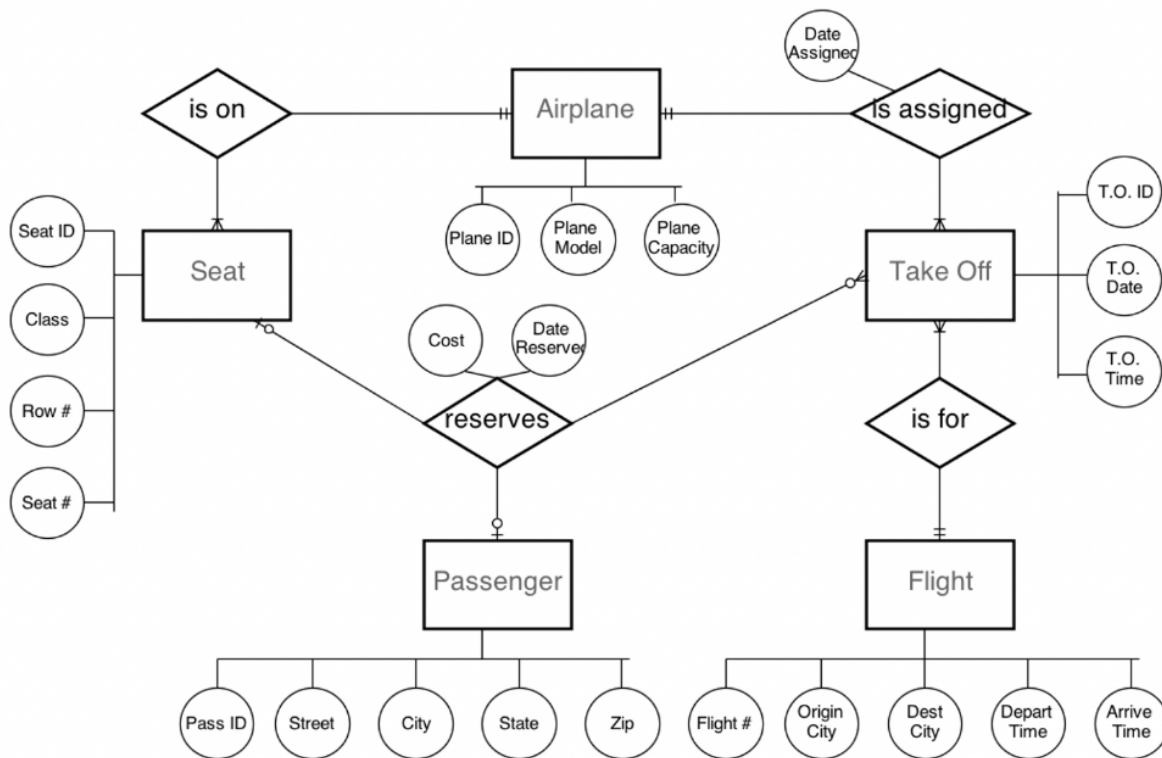 Date
Assigned
is on
Airplane
is assigned
Plane ID
Plane
Model
Plane
Capacity
T.O. ID
T.O.
Date
T.O.
Time
Seat ID
Class
Row #
Seat #
Seat
Take Off
Cost
Date
Reserved
reserves
is for
Passenger
Flight
Pass ID
Street
City
State
Zip
Flight #
Origin
City
Dest
City
Depart
Time
Arrive
Time